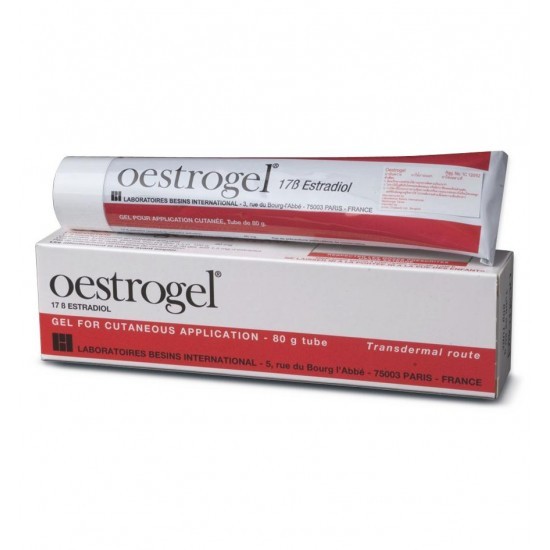 oestrogel® 17ß Estradiol
LABORATOIRES BESINS INTERNATIONAL - 3, rue du Bourg-l'Abbé - 75003 PARIS - FRANCE
GEL POUR APPLICATION CUTANÉE, Tube de 80 g.
oestrogel®
17 ß ESTRADIOL
GEL FOR CUTANEOUS APPLICATION - 80 g tube
Transdermal route
LABORATOIRES BESINS INTERNATIONAL - 5, rue du Bourg l'Abbé - 75003 PARIS - FRANCE